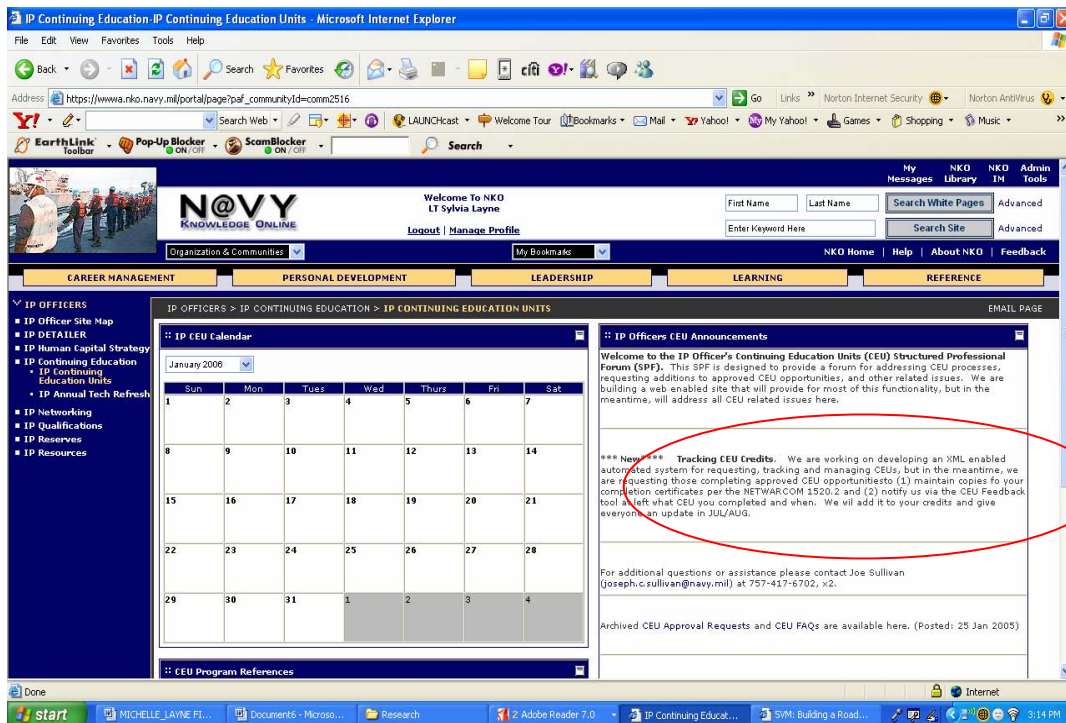 IP Continuing Education-IP Continuing Education Units - Microsoft Internet Explorer
File Edit View Favorites Tools Help
Back Search Favorites citi
Address https://wwwa.nko.navy.mil/portal/page?paf_communityId=comm2516 Go Links » Norton Internet Security Norton AntiVirus
Y! Search Web LAUNCHcast Welcome Tour Bookmarks Mail Yahoo! My Yahoo! Games Shopping Music »
EarthLink Toolbar Pop-Up Blocker ON/OFF ScamBlocker ON/OFF Search
My Messages NKO Library NKO IM Admin Tools
N@VY
KNOWLEDGE ONLINE
Welcome To NKO
LT Sylvia Layne
Logout | Manage Profile
First Name Last Name Search White Pages Advanced
Enter Keyword Here Search Site Advanced
Organization & Communities My Bookmarks NKO Home | Help | About NKO | Feedback
CAREER MANAGEMENT PERSONAL DEVELOPMENT LEADERSHIP LEARNING REFERENCE
IP OFFICERS
IP Officer Site Map
IP DETAILER
IP Human Capital Strategy
IP Continuing Education
IP Continuing
Education Units
IP Annual Tech Refresh
IP Networking
IP Qualifications
IP Reserves
IP Resources
IP OFFICERS > IP CONTINUING EDUCATION > IP CONTINUING EDUCATION UNITS EMAIL PAGE
:: IP CEU Calendar
January 2006
Sun Mon Tues Wed Thurs Fri Sat
1 2 3 4 5 6 7
8 9 10 11 12 13 14
15 16 17 18 19 20 21
22 23 24 25 26 27 28
29 30 31 1 2 3 4
:: CEU Program References
:: IP Officers CEU Announcements
Welcome to the IP Officer's Continuing Education Units (CEU) Structured Professional
Forum (SPF). This SPF is designed to provide a forum for addressing CEU processes,
requesting additions to approved CEU opportunities, and other related issues. We are
building a web enabled site that will provide for most of this functionality, but in the
meantime, will address all CEU related issues here.
*** New**** Tracking CEU Credits. We are working on developing an XML enabled
automated system for requesting, tracking and managing CEUs, but in the meantime, we
are requesting those completing approved CEU opportunitiesto (1) maintain copies fo your
completion certificates per the NETWARCOM 1520.2 and (2) notify us via the CEU Feedback
tool at left what CEU you completed and when. We wil add it to your credits and give
everyone an update in JUL/AUG.
For additional questions or assistance please contact Joe Sullivan
(joseph.c.sullivan@navy.mil) at 757-417-6702, x2.
Archived CEU Approval Requests and CEU FAQs are available here. (Posted: 25 Jan 2005)
Done Internet
start MICHELLE_LAYNE FI... Document6 - Microso... Research 2 Adobe Reader 7.0 IP Continuing Educat... SVM: Building a Road... 3:14 PM